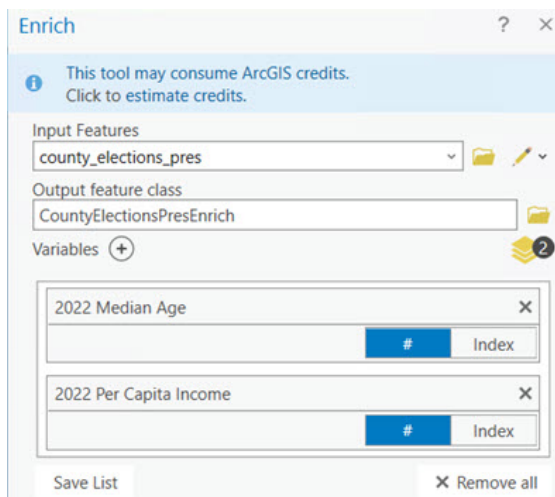 Enrich
?
×
This tool may consume ArcGIS credits.
Click to estimate credits.
Input Features
county_elections_pres
Output feature class
CountyElectionsPresEnrich
Variables
2
2022 Median Age
# Index
2022 Per Capita Income
# Index
Save List
Remove all